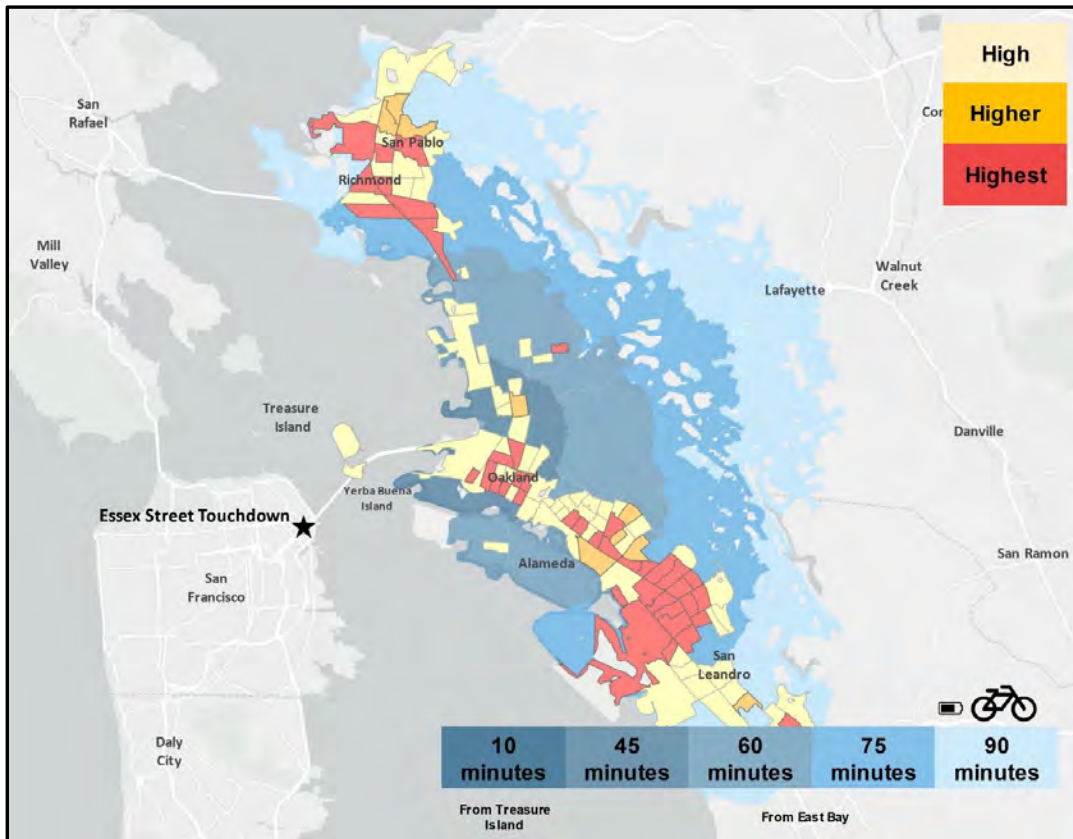 High
Higher
Highest
San
Rafael
Cor
San Pablo
Richmond
Mill
Valley
Walnut
Creek
Lafayette
Treasure
Island
Danville
Oakland
Yerba Buena
Island
Essex Street Touchdown
San Ramon
Alameda
San
Francisco
San
Leandro
Daly
City
10
minutes
45
minutes
60
minutes
75
minutes
90
minutes
From Treasure
Island
From East Bay